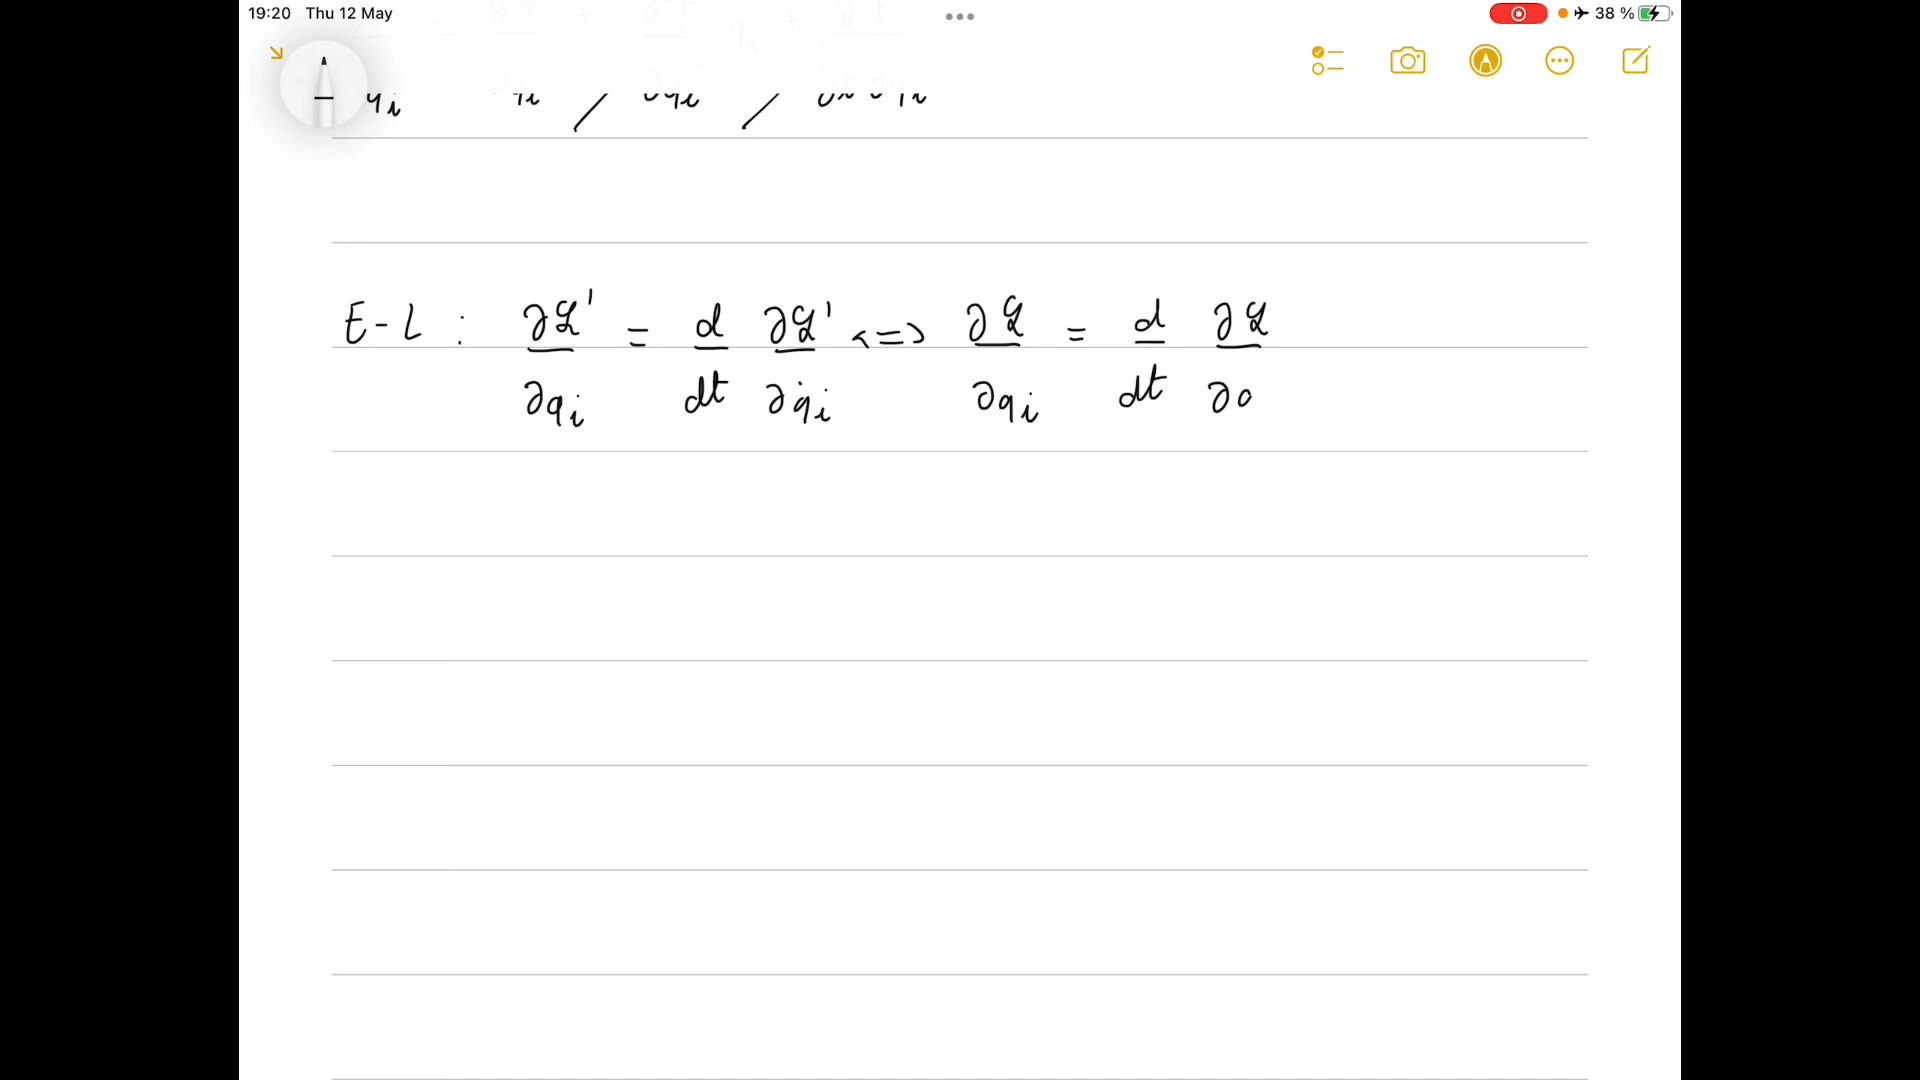 19:20 Thu 12 May 38 %
E-L : ∂ℒ' = d ∂ℒ' <=> ∂ℒ = d ∂ℒ
∂qᵢ dt ∂q̇ᵢ ∂qᵢ dt ∂o